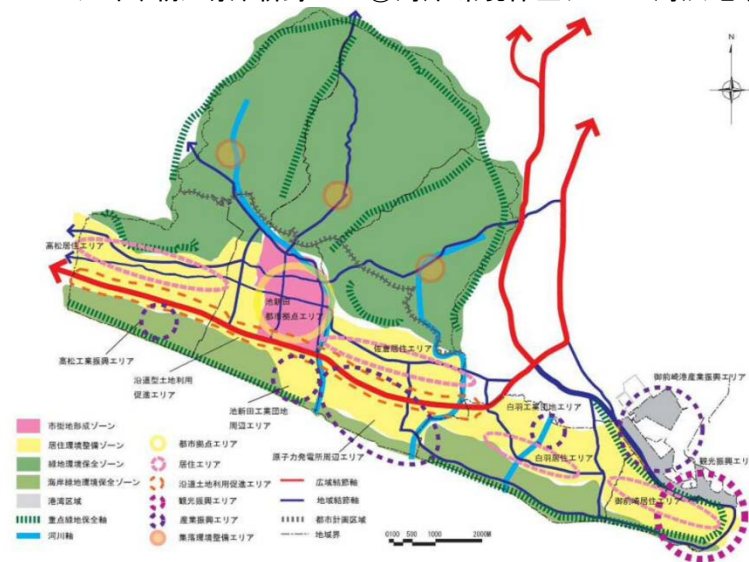 N
高松居住エリア
池新田
都市拠点エリア
佐倉居住エリア
高松工業振興エリア
沿道型土地利用
促進エリア
池新田工業団地
周辺エリア
原子力発電所周辺エリア
白羽工業団地エリア
白羽居住エリア
御前崎港産業振興エリア
観光振興エリア
御前崎居住エリア
市街地形成ゾーン
居住環境整備ゾーン
緑地環境保全ゾーン
海岸緑地環境保全ゾーン
港湾区域
重点緑地保全軸
河川軸
都市拠点エリア
居住エリア
沿道土地利用促進エリア
観光振興エリア
産業振興エリア
集落環境整備エリア
広域結節軸
地域結節軸
都市計画区域
地域界
0100 500 1000 2000M